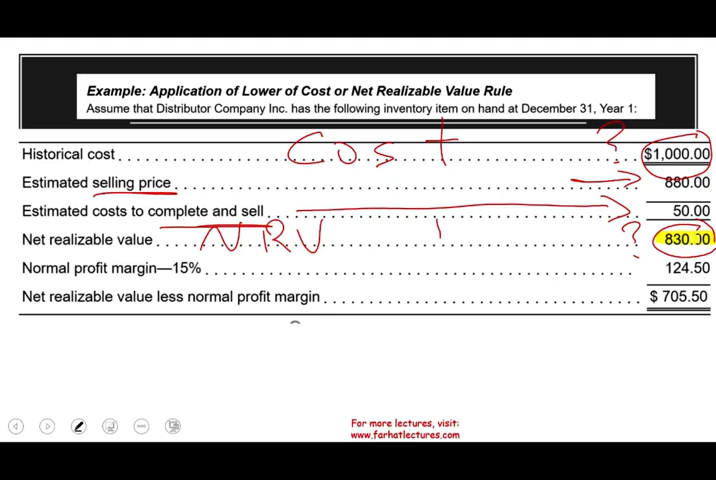 Example: Application of Lower of Cost or Net Realizable Value Rule
Assume that Distributor Company Inc. has the following inventory item on hand at December 31, Year 1:
Cost ?
Historical cost $1,000.00
Estimated selling price 880.00
Estimated costs to complete and sell 50.00
Net realizable value 830.00
NRV ?
Normal profit margin—15% 124.50
Net realizable value less normal profit margin $ 705.50
For more lectures, visit:
www.farhatlectures.com